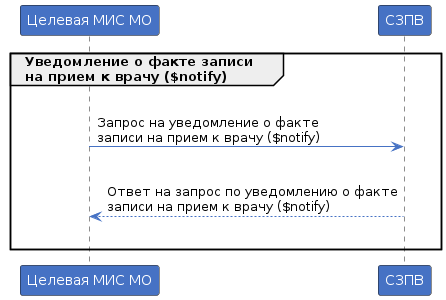 Целевая МИС МО
СЗПВ
Уведомление о факте записи
на прием к врачу ($notify)
Запрос на уведомление о факте
записи на прием к врачу ($notify)
Ответ на запрос по уведомлению о факте
записи на прием к врачу ($notify)
Целевая МИС МО
СЗПВ